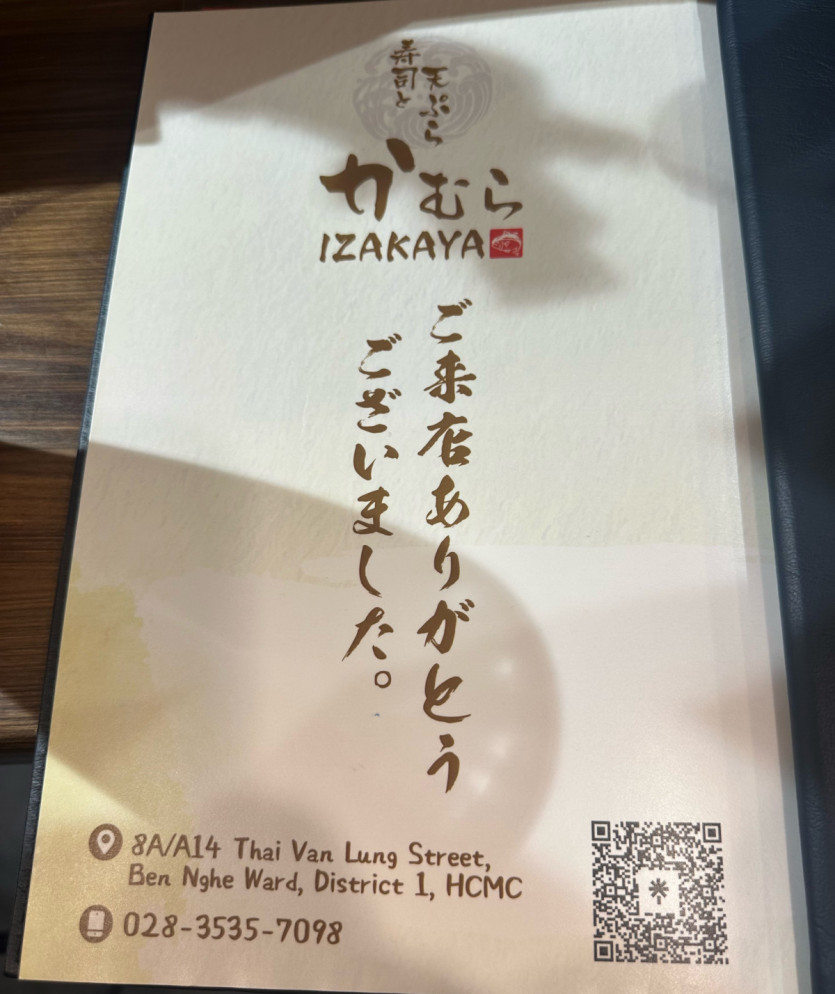 天ぷら
寿司と
かむら
IZAKAYA
ご来店ありがとう
ございました。
8A/A14 Thai Van Lung Street,
Ben Nghe Ward, District 1, HCMC
028-3535-7098